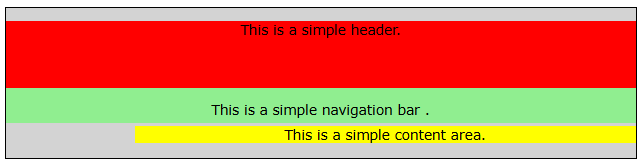 This is a simple header.
This is a simple navigation bar .
This is a simple content area.